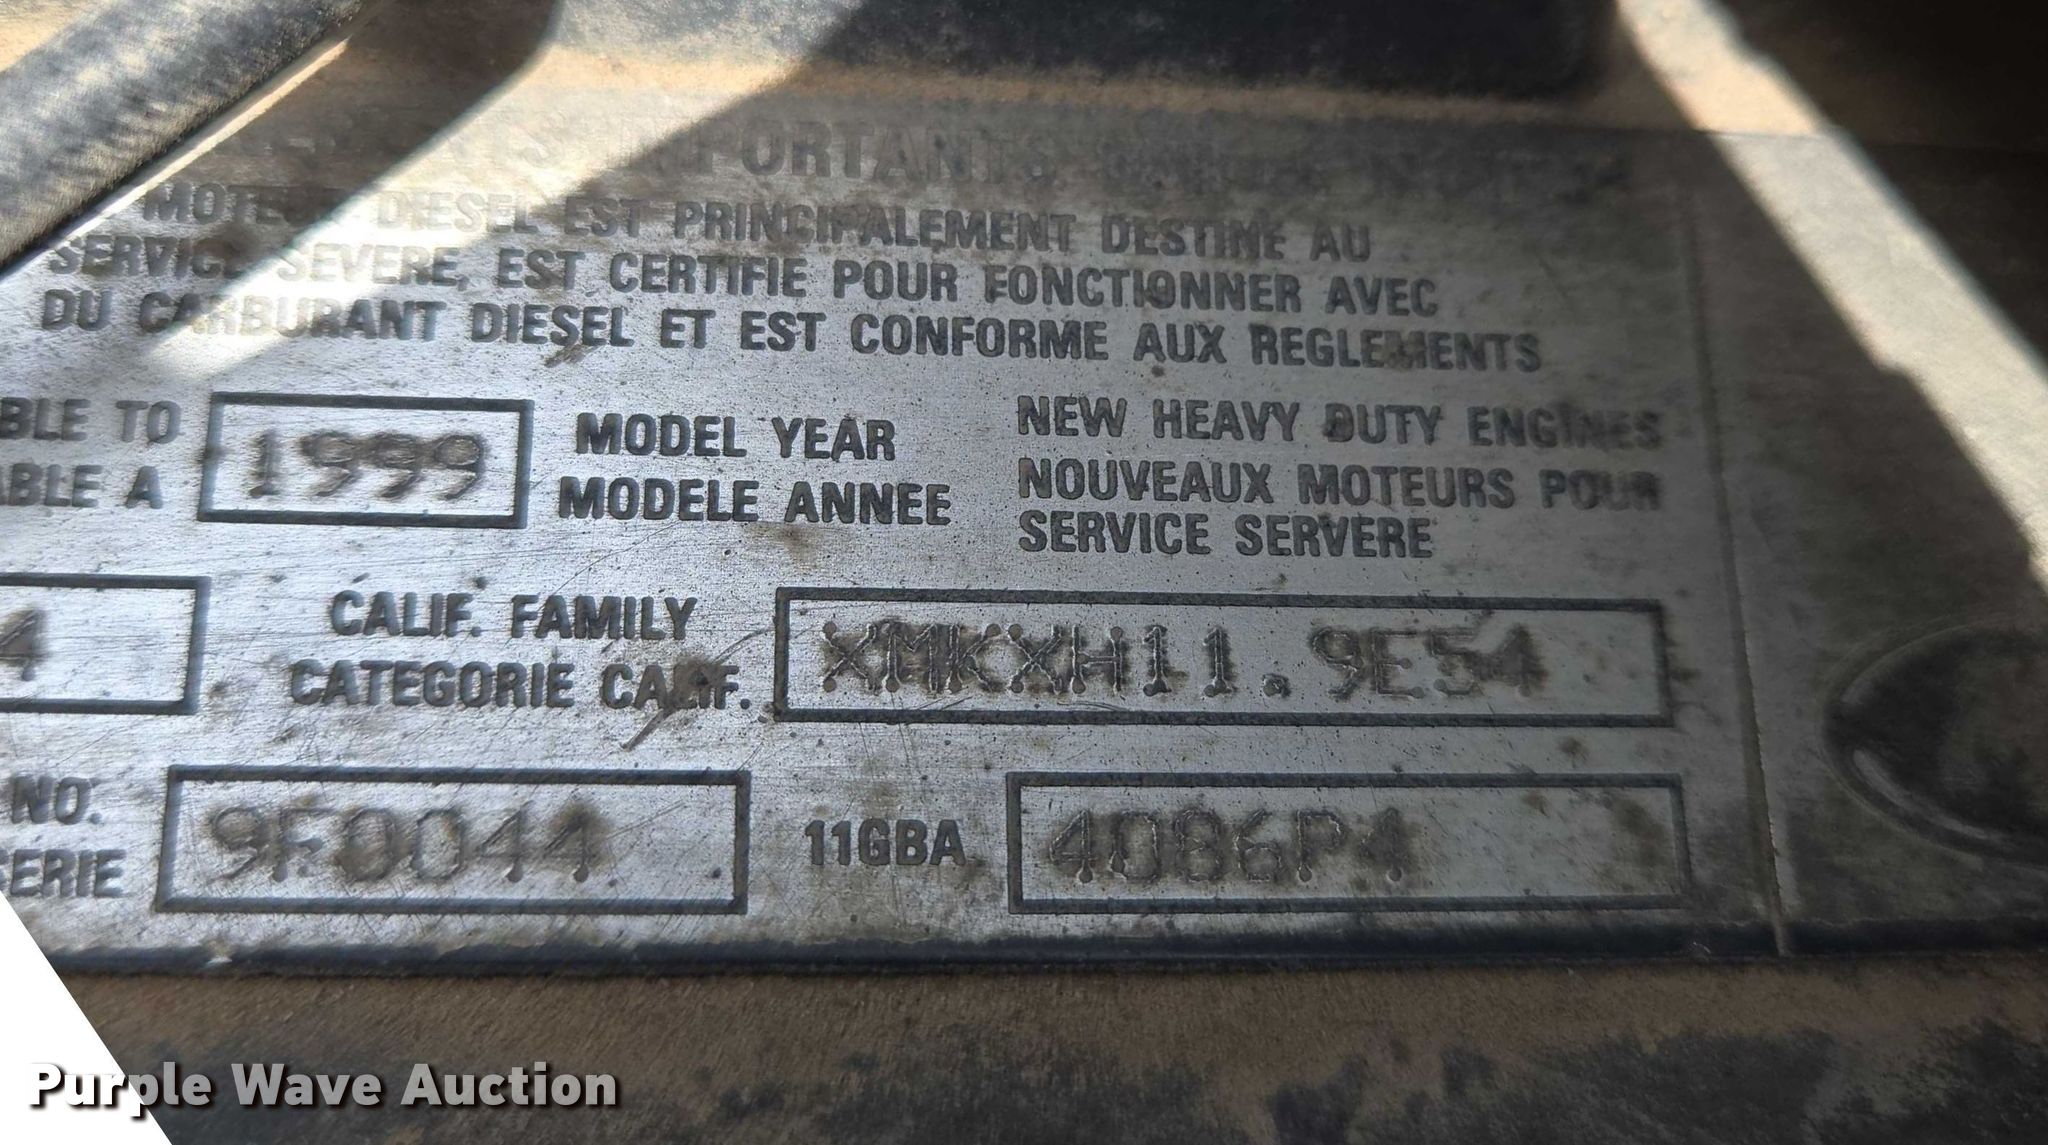 IMPORTANTS
MOTEUR DIESEL EST PRINCIPALEMENT DESTINE AU
SERVICE SEVERE, EST CERTIFIE POUR FONCTIONNER AVEC
DU CARBURANT DIESEL ET EST CONFORME AUX REGLEMENTS
BLE TO 1999 MODEL YEAR NEW HEAVY DUTY ENGINES
ABLE A MODELE ANNEE NOUVEAUX MOTEURS POUR
SERVICE SERVERE
4 CALIF. FAMILY XMKXH11.9E54
CATEGORIE CALIF.
NO. 9F0044 11GBA 4086P4
SERIE
Purple Wave Auction